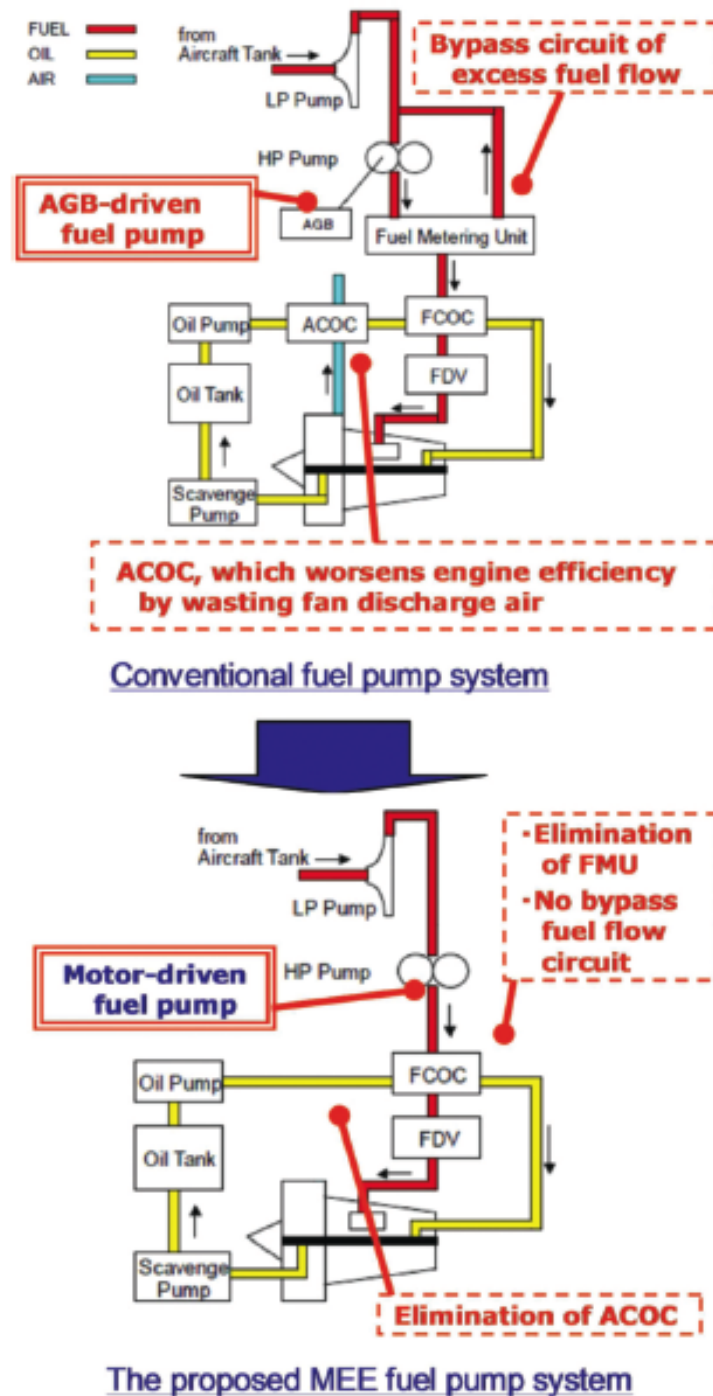 FUEL
OIL
AIR
from
Aircraft Tank
LP Pump
Bypass circuit of
excess fuel flow
HP Pump
AGB-driven
fuel pump
AGB
Fuel Metering Unit
Oil Pump
ACOC
FCOC
FDV
Oil Tank
Scavenge
Pump
ACOC, which worsens engine efficiency
by wasting fan discharge air
Conventional fuel pump system
from
Aircraft Tank
LP Pump
·Elimination
of FMU
·No bypass
fuel flow
circuit
Motor-driven
fuel pump
HP Pump
Oil Pump
FCOC
FDV
Oil Tank
Scavenge
Pump
Elimination of ACOC
The proposed MEE fuel pump system